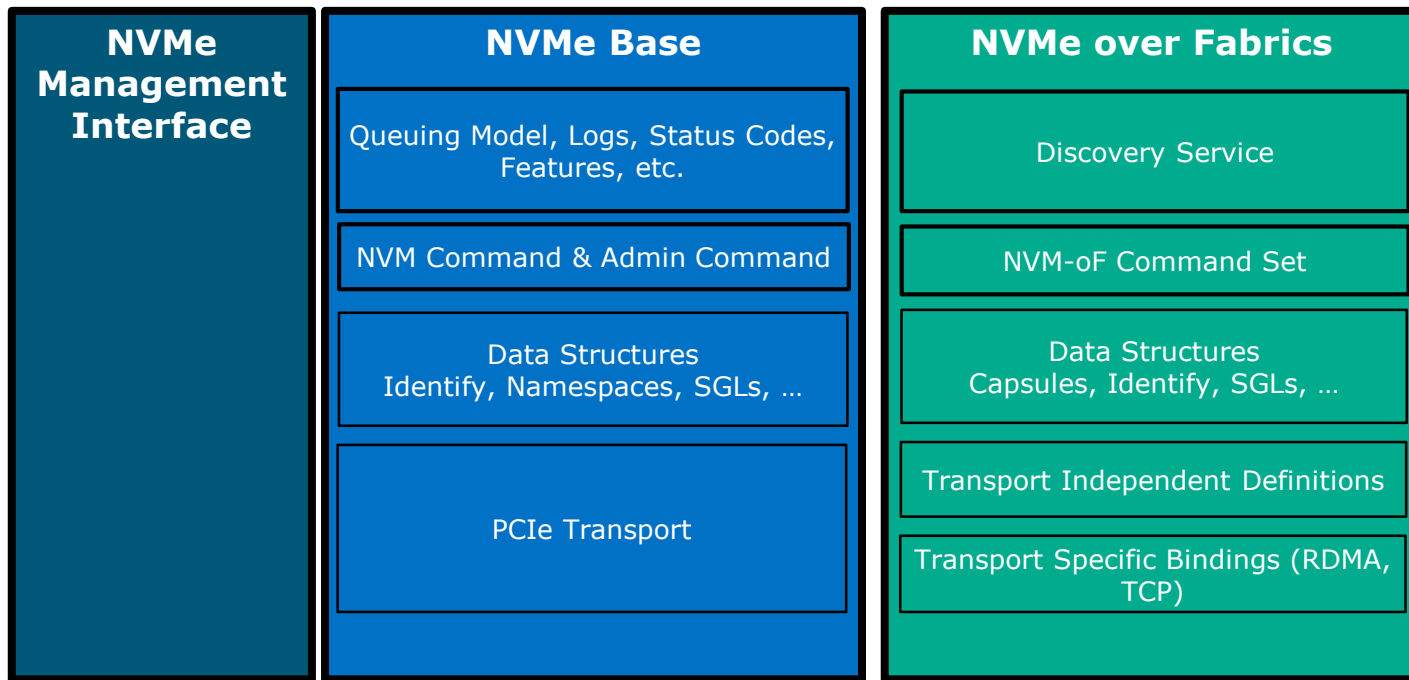 NVMe
Management
Interface
NVMe Base
Queuing Model, Logs, Status Codes,
Features, etc.
NVM Command & Admin Command
Data Structures
Identify, Namespaces, SGLs, …
PCIe Transport
NVMe over Fabrics
Discovery Service
NVM-oF Command Set
Data Structures
Capsules, Identify, SGLs, …
Transport Independent Definitions
Transport Specific Bindings (RDMA,
TCP)